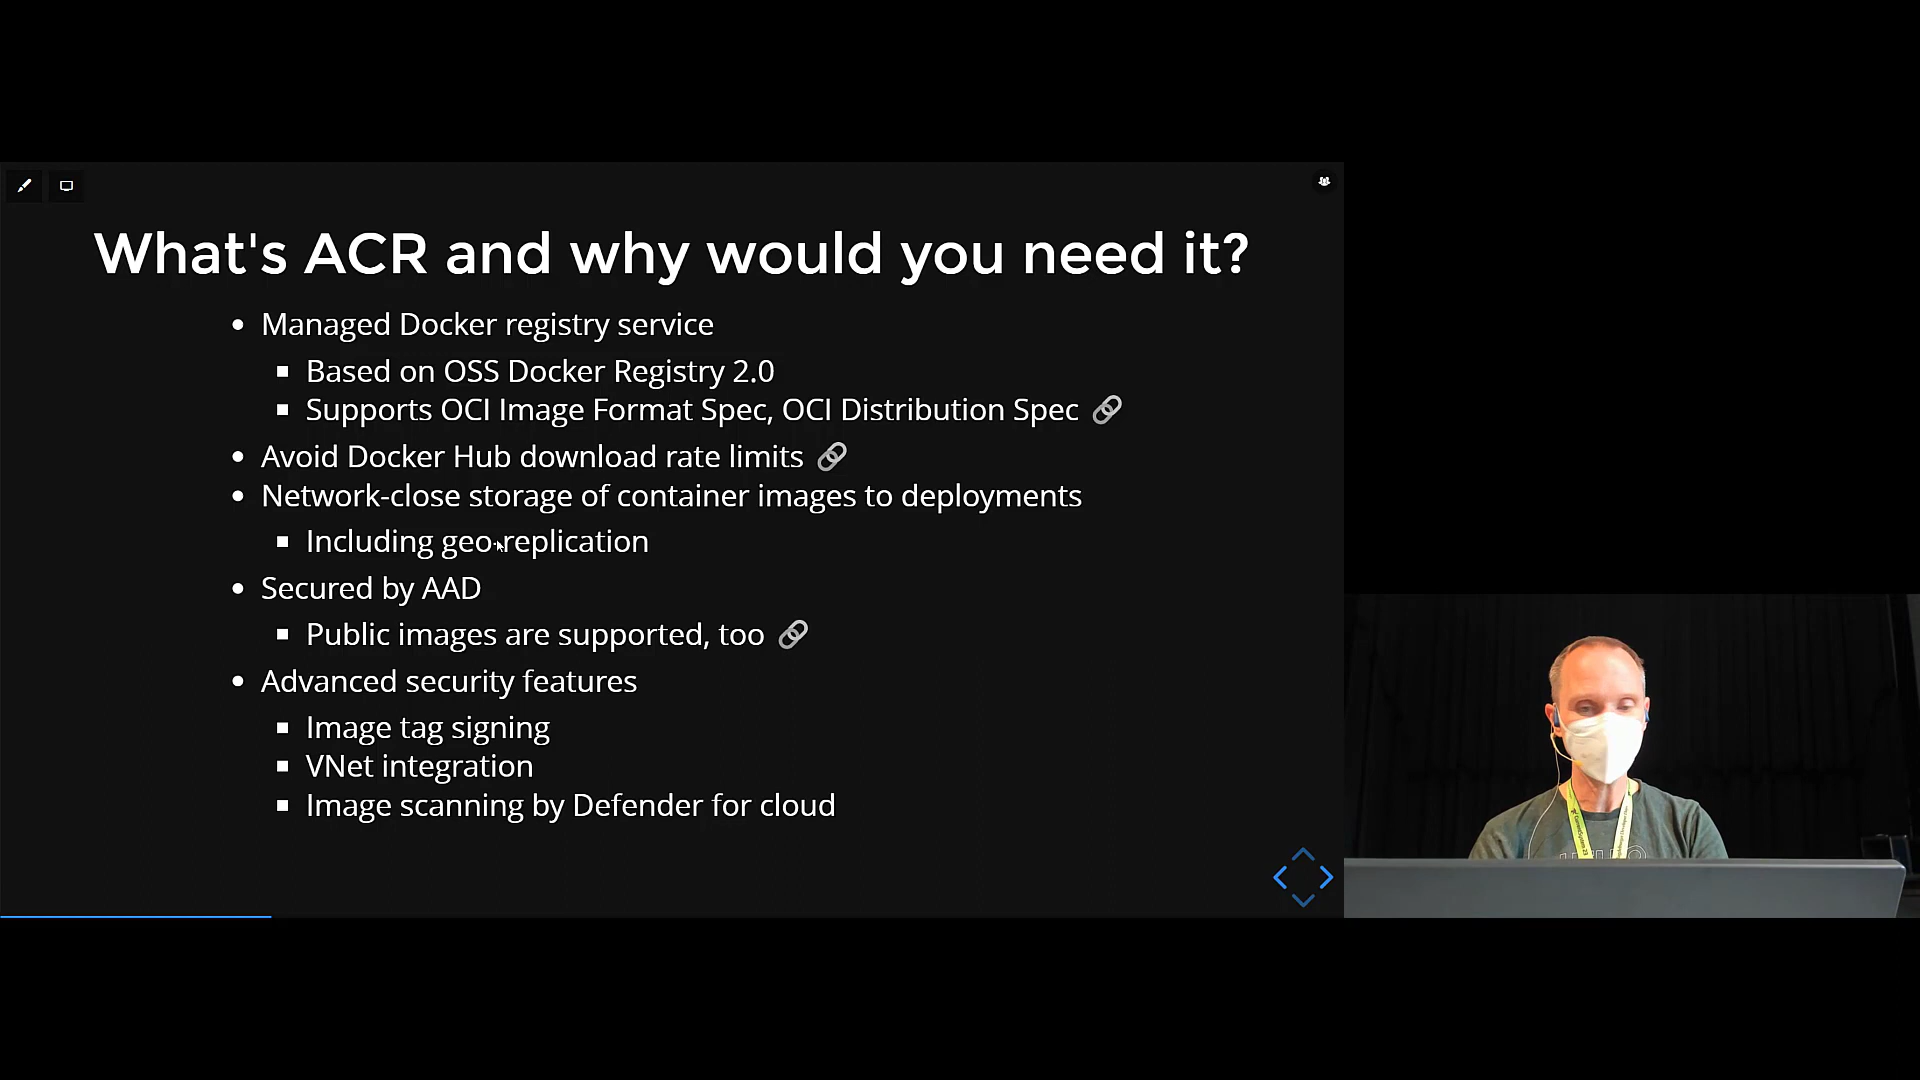 What's ACR and why would you need it?
Managed Docker registry service
Based on OSS Docker Registry 2.0
Supports OCI Image Format Spec, OCI Distribution Spec
Avoid Docker Hub download rate limits
Network-close storage of container images to deployments
Including geo-replication
Secured by AAD
Public images are supported, too
Advanced security features
Image tag signing
VNet integration
Image scanning by Defender for cloud